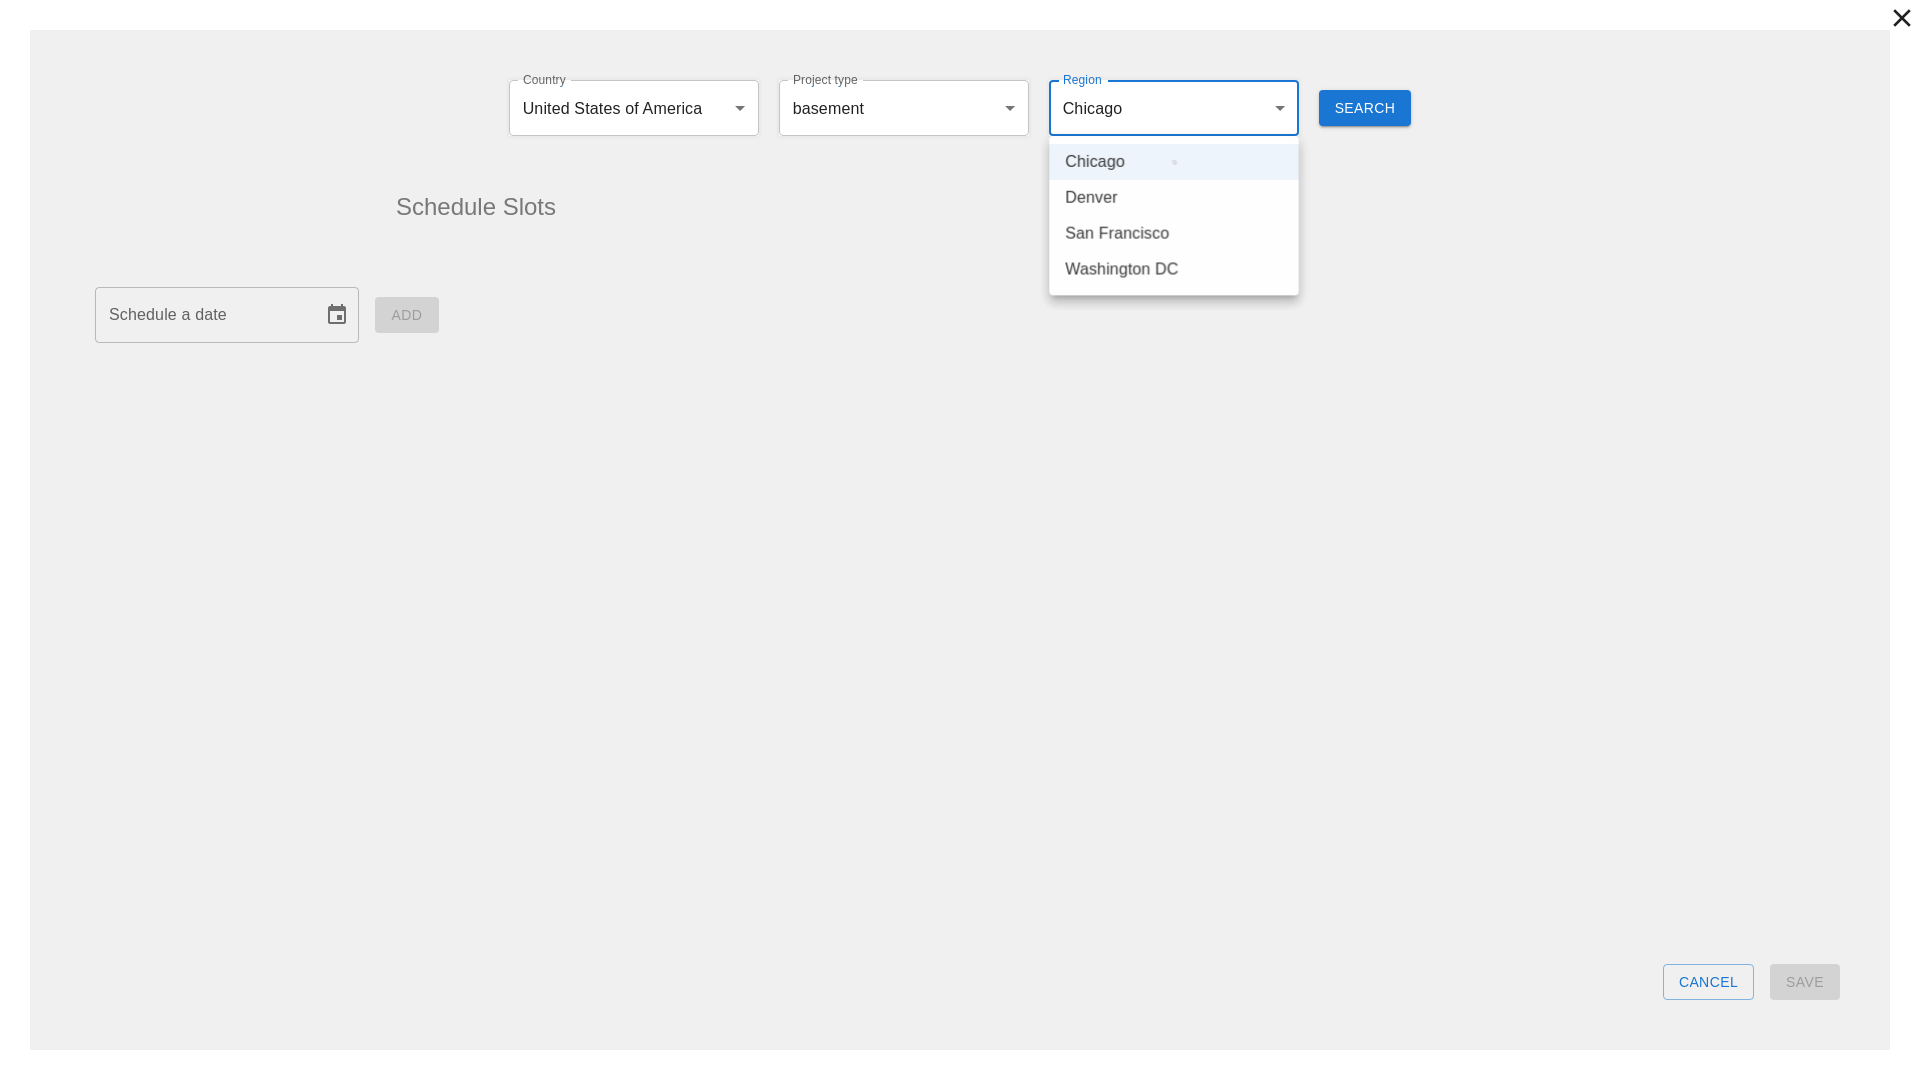 Country
Project type
Region
United States of America
basement
Chicago
SEARCH
Chicago
Denver
San Francisco
Washington DC
Schedule Slots
Schedule a date
ADD
CANCEL
SAVE